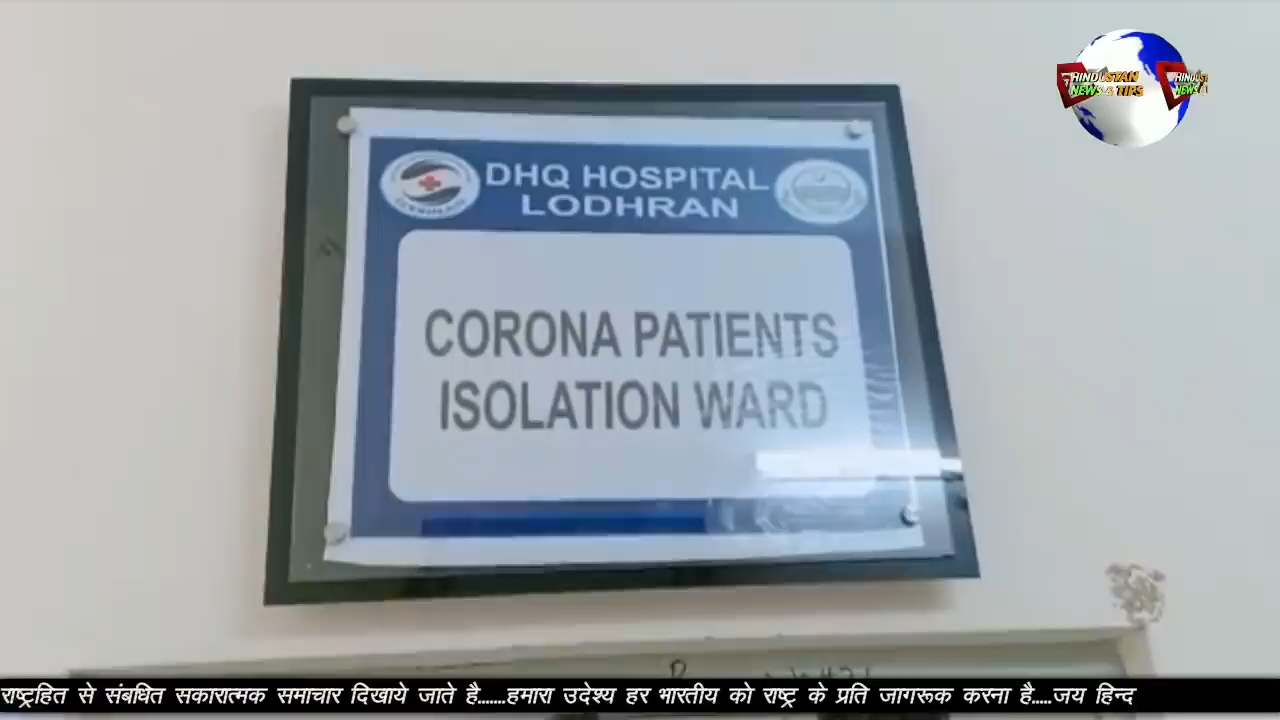 HINDUSTAN
NEWS & TIPS
DHQ HOSPITAL
LODHRAN
CORONA PATIENTS
ISOLATION WARD
राष्ट्रहित से संबधित सकारात्मक समाचार दिखाये जाते है.......हमारा उदेश्य हर भारतीय को राष्ट्र के प्रति जागरूक करना है.....जय हिन्द